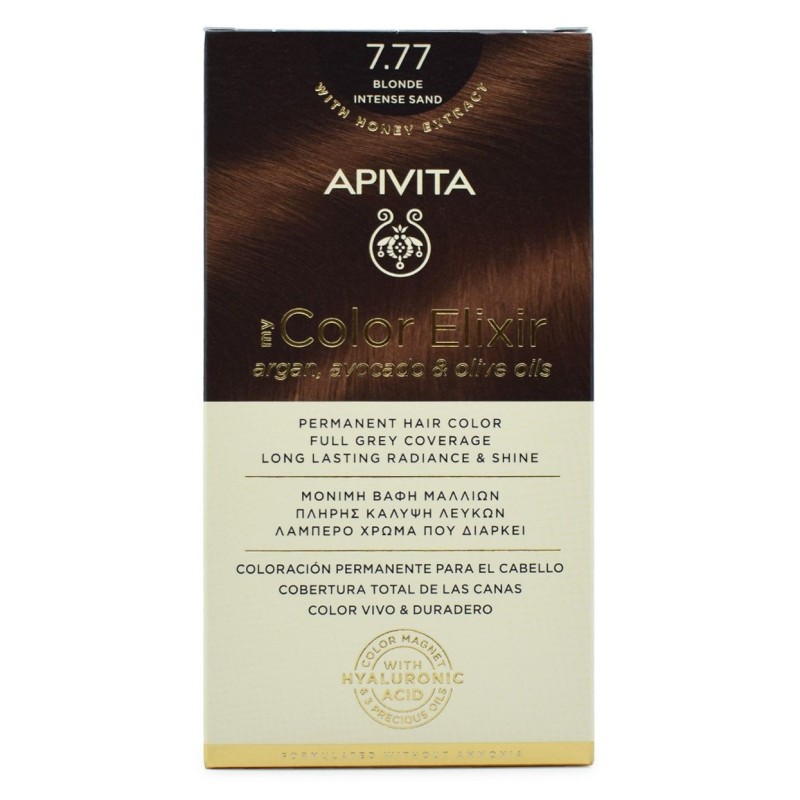 7.77
BLONDE
INTENSE SAND
WITH HONEY EXTRACT
APIVITA
my Color Elixir
argan, avocado & olive oils
PERMANENT HAIR COLOR
FULL GREY COVERAGE
LONG LASTING RADIANCE & SHINE
ΜΟΝΙΜΗ ΒΑΦΗ ΜΑΛΛΙΩΝ
ΠΛΗΡΗΣ ΚΑΛΥΨΗ ΛΕΥΚΩΝ
ΛΑΜΠΕΡΟ ΧΡΩΜΑ ΠΟΥ ΔΙΑΡΚΕΙ
COLORACIÓN PERMANENTE PARA EL CABELLO
COBERTURA TOTAL DE LAS CANAS
COLOR VIVO & DURADERO
COLOR MAGNET
WITH
HYALURONIC
ACID
& 3 PRECIOUS OILS
FORMULATED WITHOUT AMMONIA